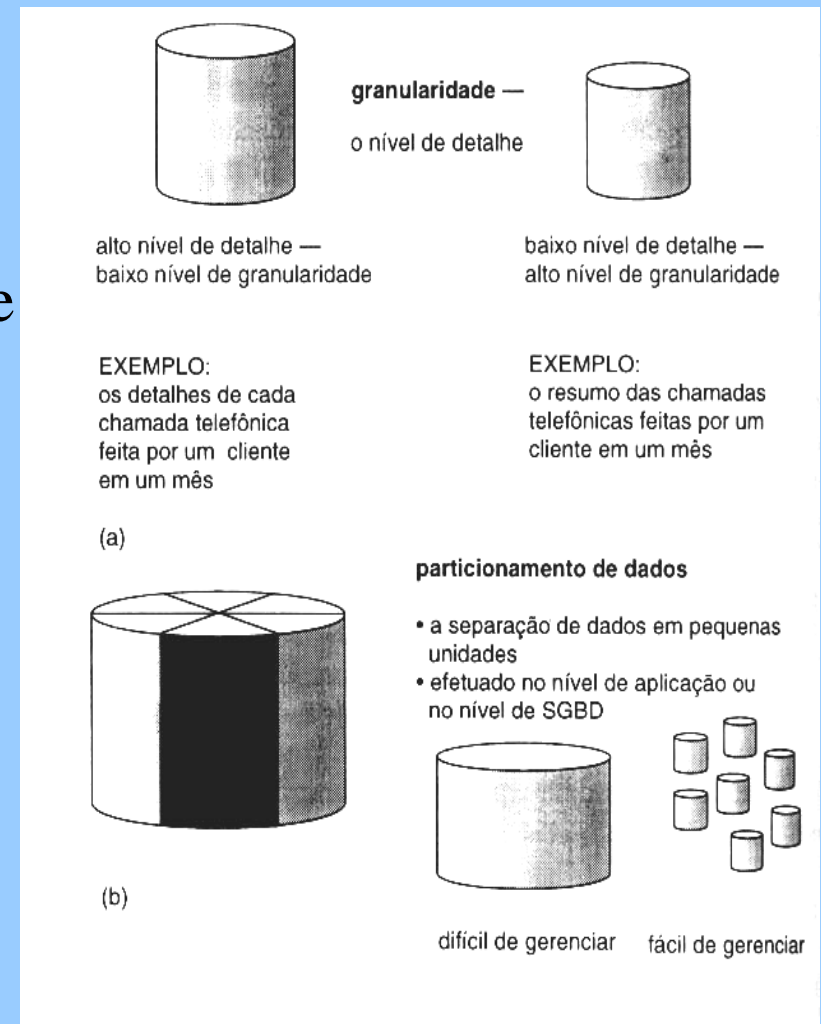 granularidade —
o nível de detalhe
alto nível de detalhe —
baixo nível de granularidade
baixo nível de detalhe —
alto nível de granularidade
e
EXEMPLO:
os detalhes de cada
chamada telefônica
feita por um cliente
em um mês
EXEMPLO:
o resumo das chamadas
telefônicas feitas por um
cliente em um mês
(a)
particionamento de dados
• a separação de dados em pequenas
unidades
• efetuado no nível de aplicação ou
no nível de SGBD
(b)
difícil de gerenciar
fácil de gerenciar